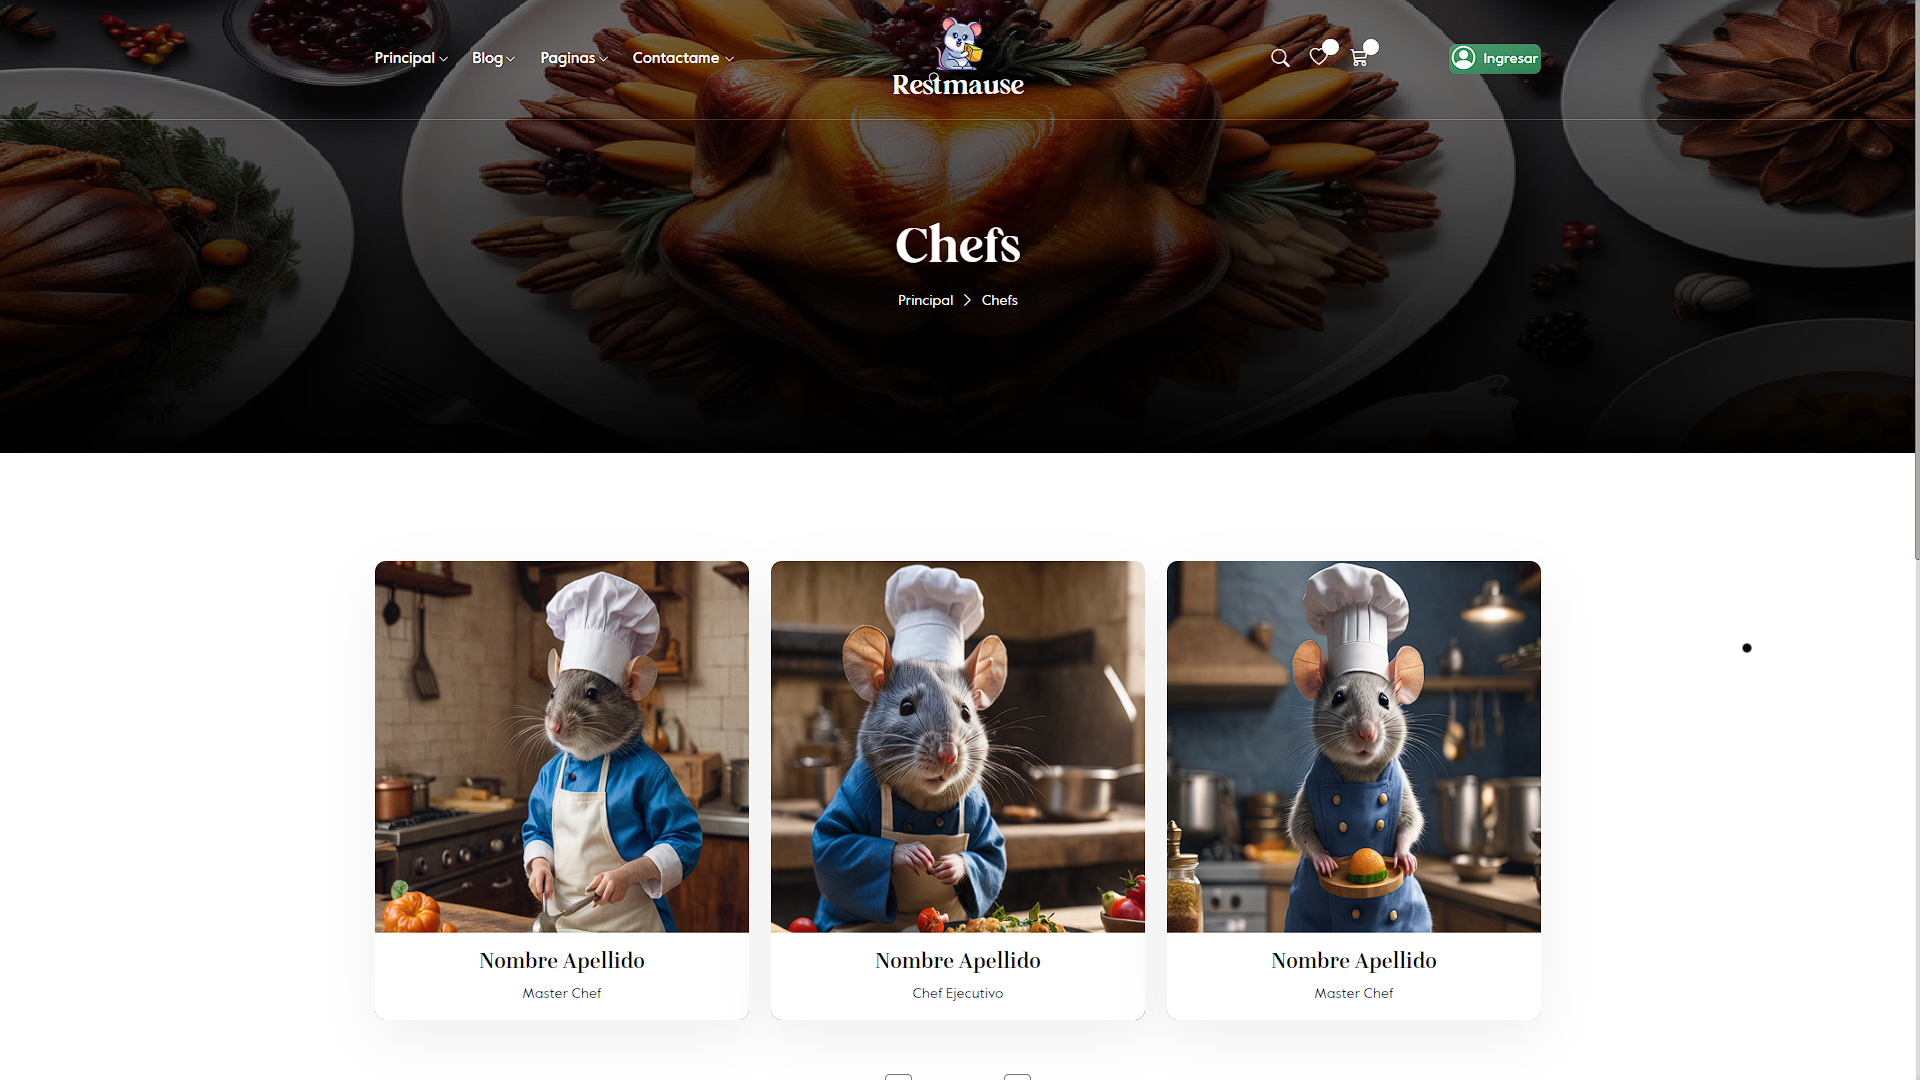 Principal
Blog
Paginas
Contactame
Restmause
Ingresar
Chefs
Principal > Chefs
Nombre Apellido
Master Chef
Nombre Apellido
Chef Ejecutivo
Nombre Apellido
Master Chef